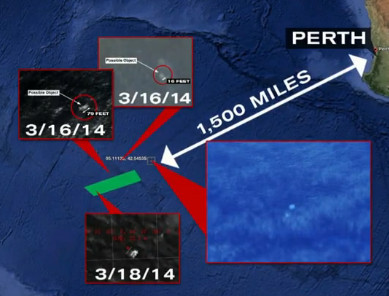 PERTH
1,500 MILES
Possible Object
16 FEET
3/16/14
Possible Object
79 FEET
3/16/14
3/18/14